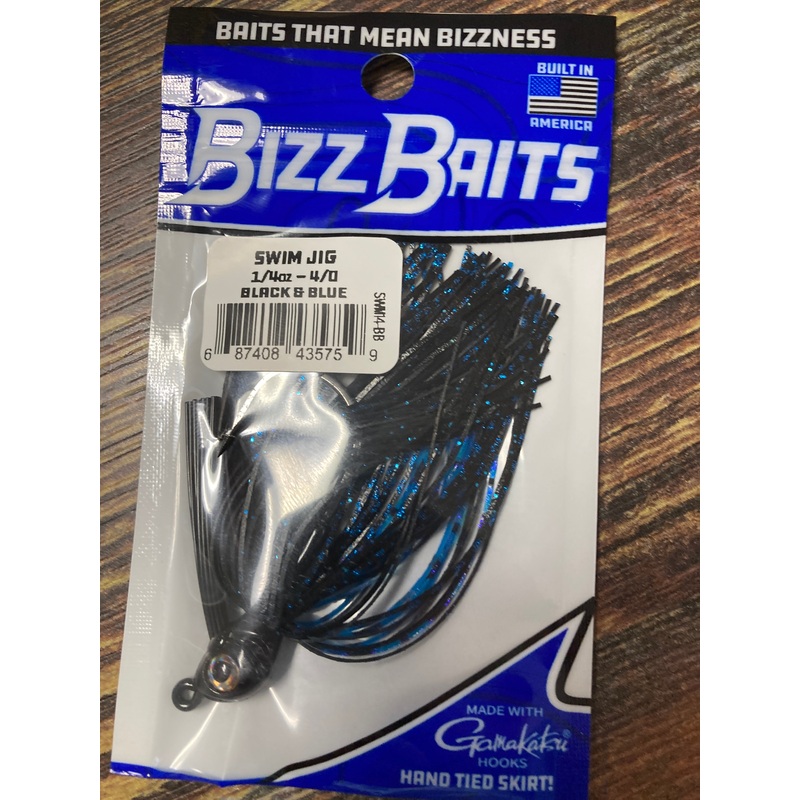 BAITS THAT MEAN BIZZNESS
BUILT IN
AMERICA
BIZZ BAITS
SWIM JIG
1/4oz - 4/0
BLACK & BLUE
SWM14-BB
6 87408 43575 9
MADE WITH
Gamakatsu®
HOOKS
HAND TIED SKIRT!